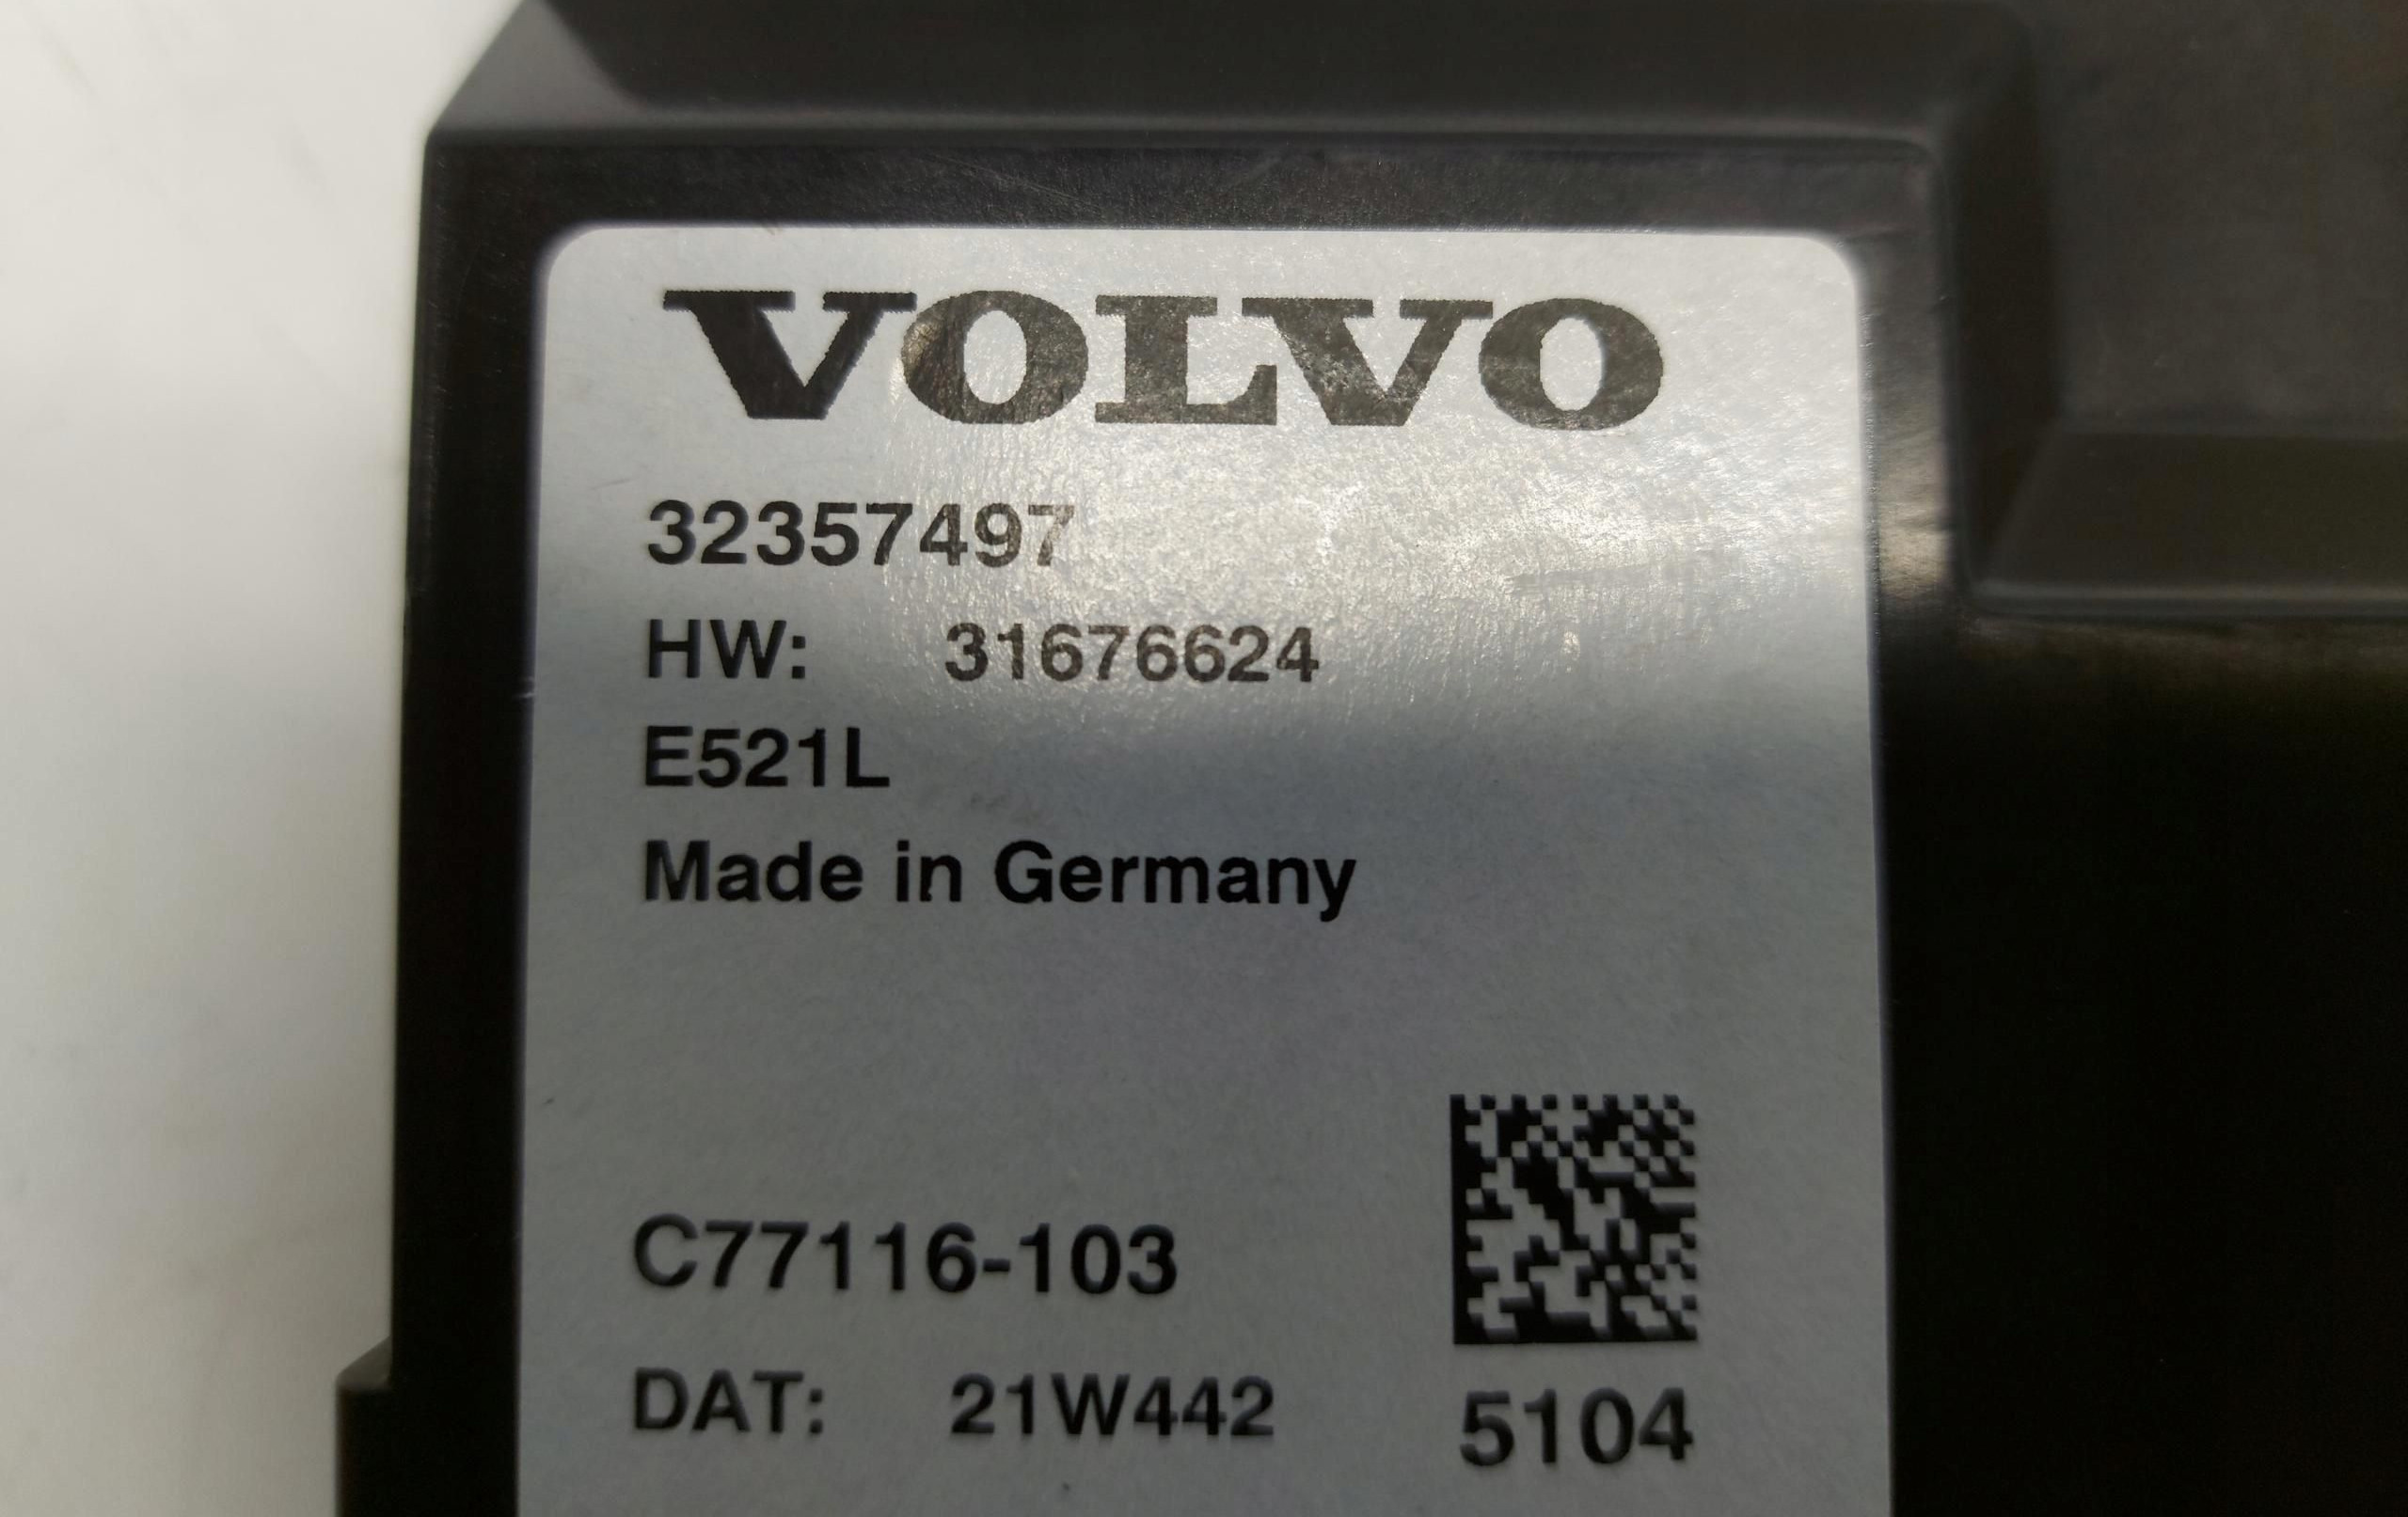 VOLVO
32357497
HW: 31676624
E521L
Made in Germany
C77116-103
DAT: 21W442 5104